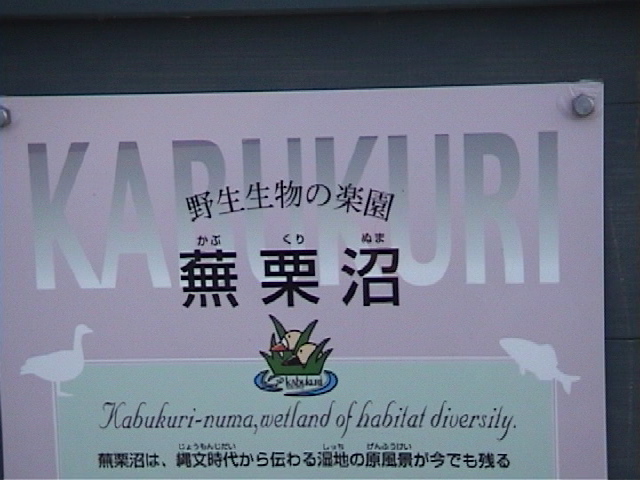 KABUKURI
野生生物の楽園
かぶ くり ぬま
蕪栗沼
kabukuri
Kabukuri-numa, wetland of habitat diversity.
じょうもんじだい しっち げんふうけい
蕪栗沼は、縄文時代から伝わる湿地の原風景が今でも残る